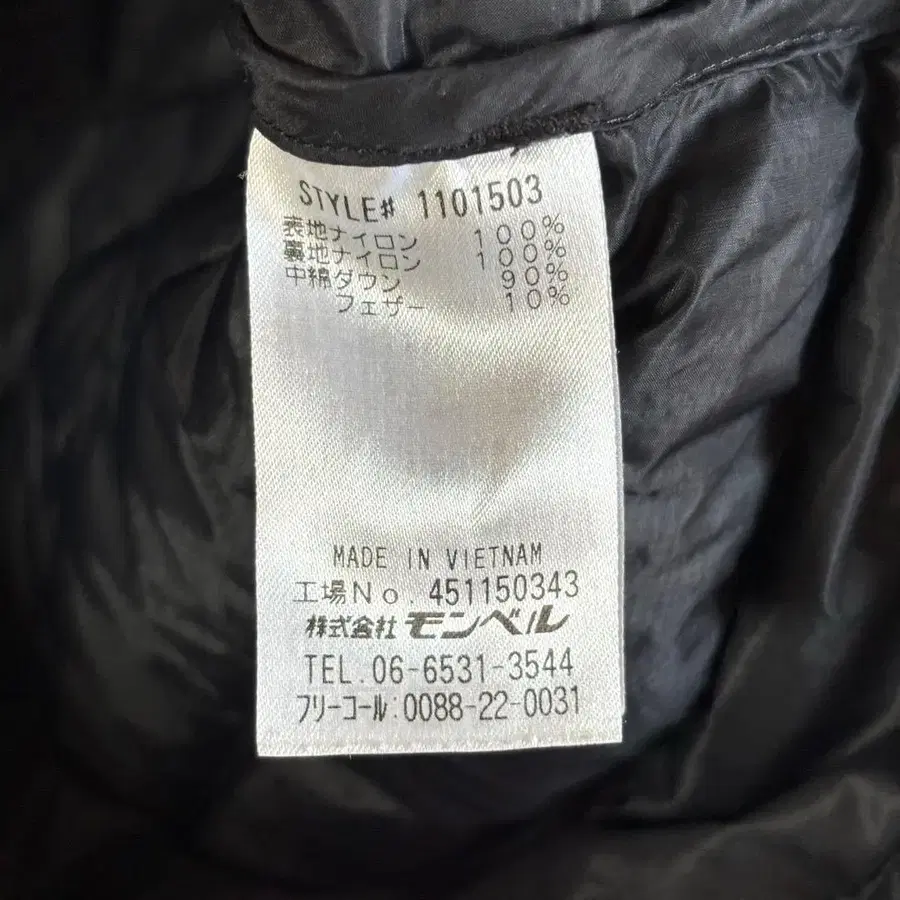 STYLE# 1101503
表地ナイロン 100%
裏地ナイロン 100%
中綿ダウン 90%
フェザー 10%
MADE IN VIETNAM
工場No. 451150343
株式会社 モンベル
TEL.06-6531-3544
フリーコール:0088-22-0031